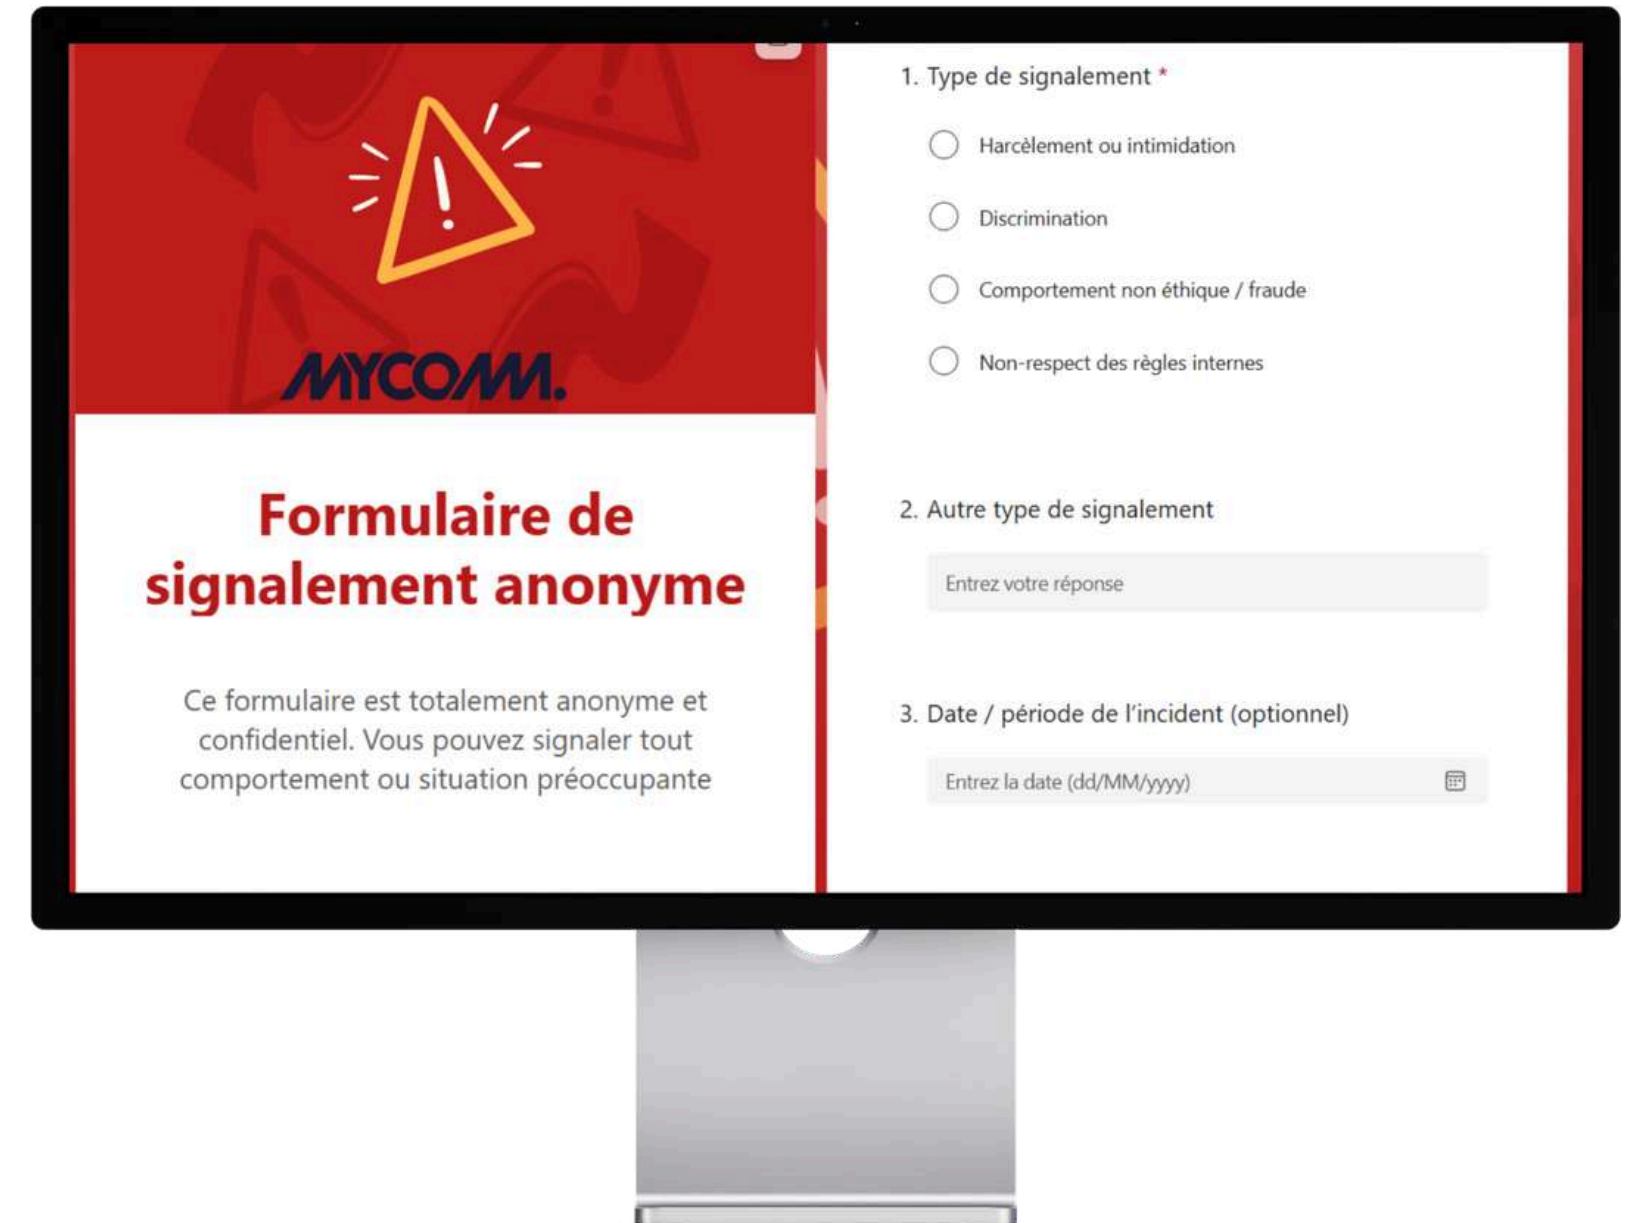 MYCOMM.
Formulaire de
signalement anonyme
Ce formulaire est totalement anonyme et
confidentiel. Vous pouvez signaler tout
comportement ou situation préoccupante
1. Type de signalement *
Harcèlement ou intimidation
Discrimination
Comportement non éthique / fraude
Non-respect des règles internes
2. Autre type de signalement
Entrez votre réponse
3. Date / période de l'incident (optionnel)
Entrez la date (dd/MM/yyyy)